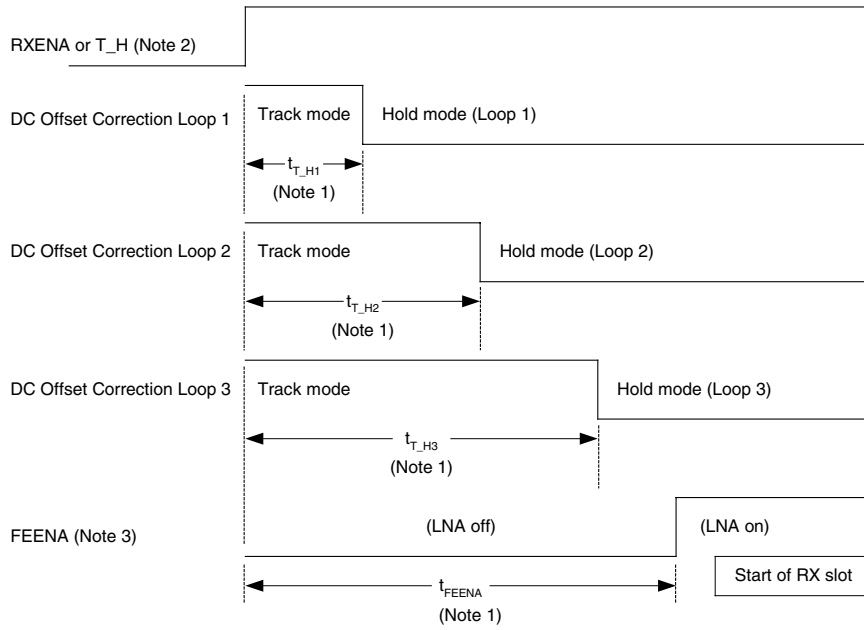 RXENA or T_H (Note 2)
DC Offset Correction Loop 1
Track mode
Hold mode (Loop 1)
tT_H1
(Note 1)
DC Offset Correction Loop 2
Track mode
Hold mode (Loop 2)
tT_H2
(Note 1)
DC Offset Correction Loop 3
Track mode
Hold mode (Loop 3)
tT_H3
(Note 1)
FEENA (Note 3)
(LNA off)
(LNA on)
Start of RX slot
tFEENA
(Note 1)